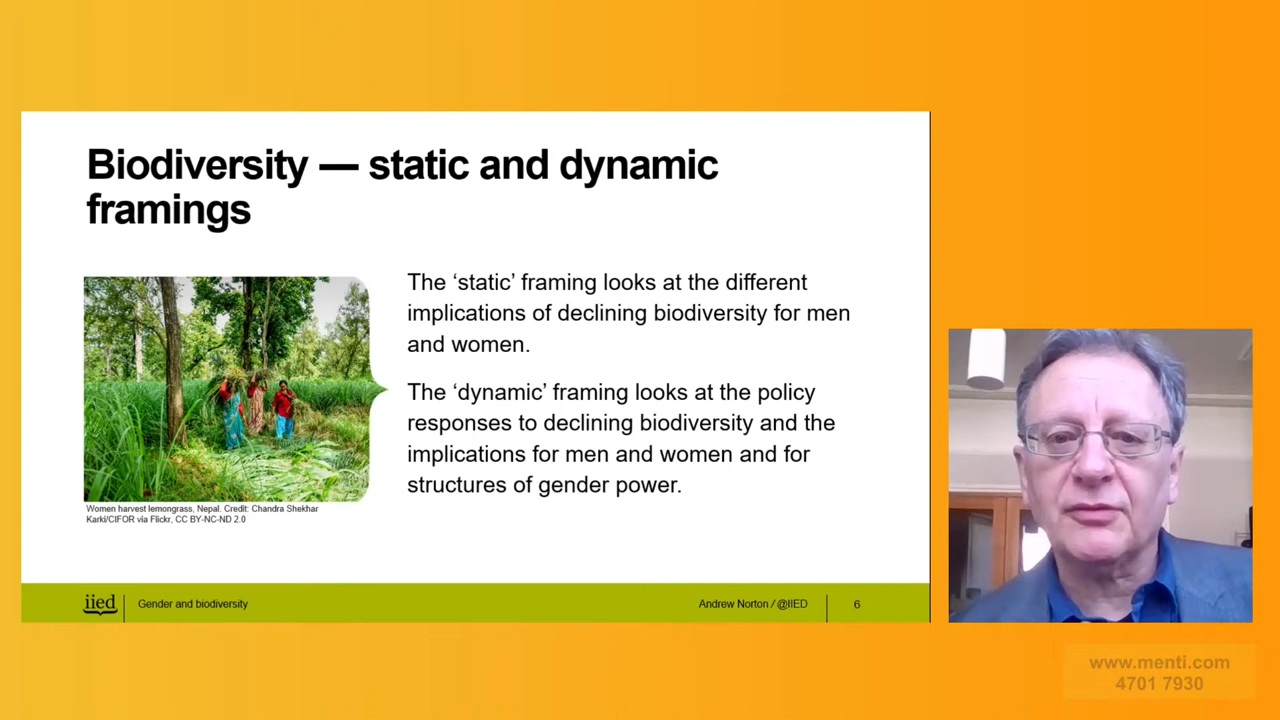 Biodiversity — static and dynamic
framings
The ‘static’ framing looks at the different
implications of declining biodiversity for men
and women.
The ‘dynamic’ framing looks at the policy
responses to declining biodiversity and the
implications for men and women and for
structures of gender power.
Women harvest lemongrass, Nepal. Credit: Chandra Shekhar
Karki/CIFOR via Flickr, CC BY-NC-ND 2.0
iied
Gender and biodiversity
Andrew Norton / @IIED
6
www.menti.com
4701 7930